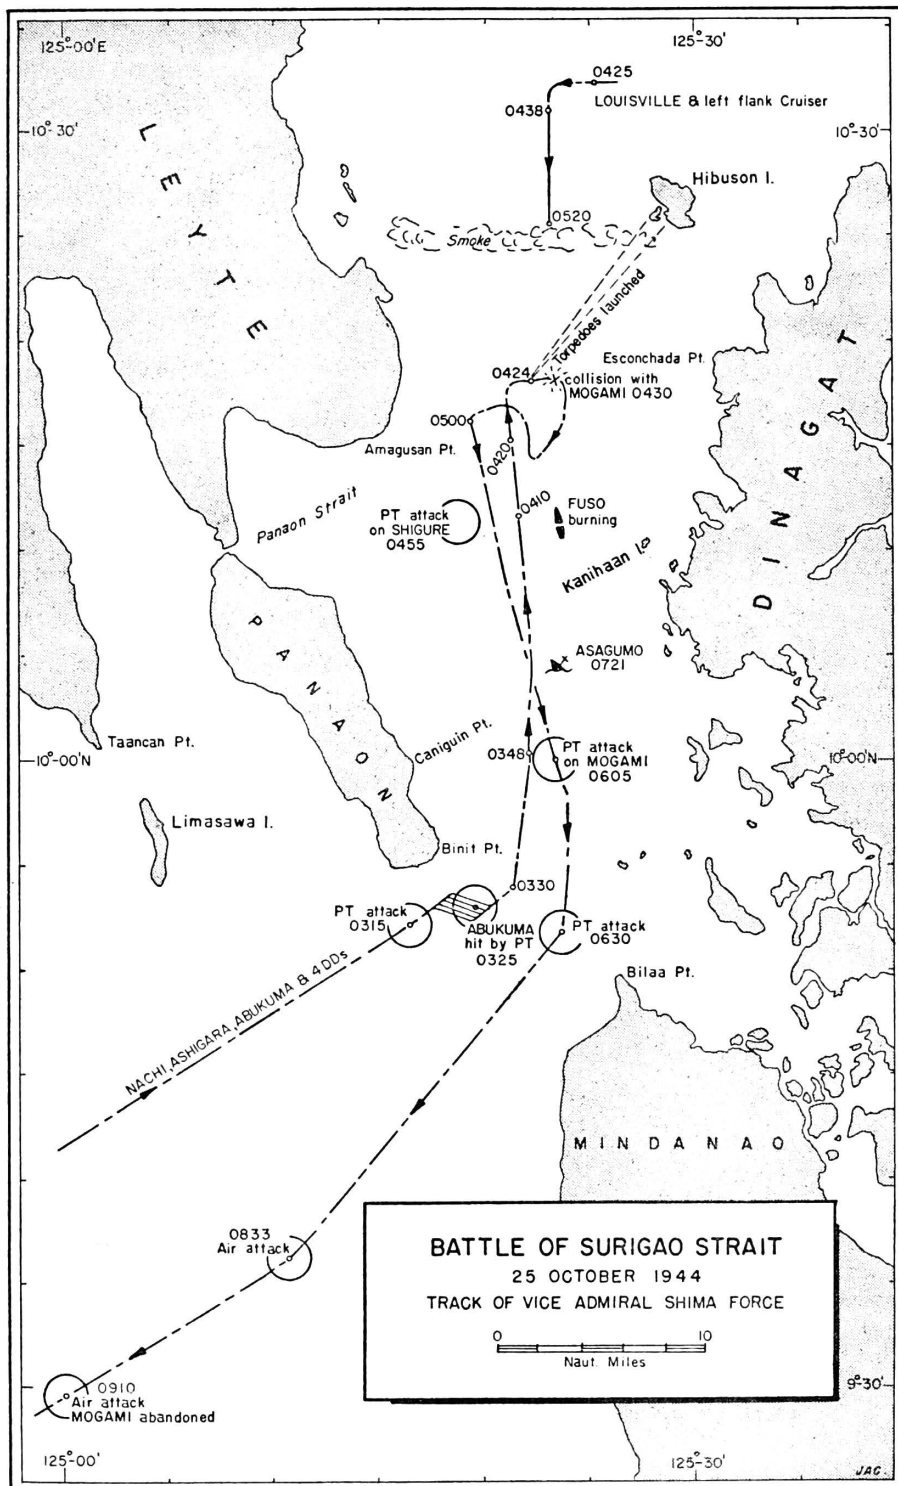 125°-00'E
125°-30'
0425
LOUISVILLE & left flank Cruiser
0438
10°-30'
10°-30'
LEYTE
Hibuson I.
0520
Smoke
Torpedoes launched
Esconchada Pt.
0424
collision with
MOGAMI 0430
0500
Amagusan Pt.
0420
DINAGAT
Panaon Strait
PT attack
on SHIGURE
0455
0410
FUSO
burning
Kanihaan I.
PANAON
ASAGUMO
0721
Taancan Pt.
Caniguin Pt.
10°-00'N
0348
PT attack
on MOGAMI
0605
10°-00'N
Limasawa I.
Binit Pt.
0330
PT attack
0315
ABUKUMA
hit by PT
0325
PT attack
0630
Bilaa Pt.
NACHI, ASHIGARA, ABUKUMA & 4 DDs
MINDANAO
0833
Air attack
BATTLE OF SURIGAO STRAIT
25 OCTOBER 1944
TRACK OF VICE ADMIRAL SHIMA FORCE
0 10
Naut. Miles
0910
Air attack
MOGAMI abandoned
9°-30'
125°-00'
125°-30'
JAC.